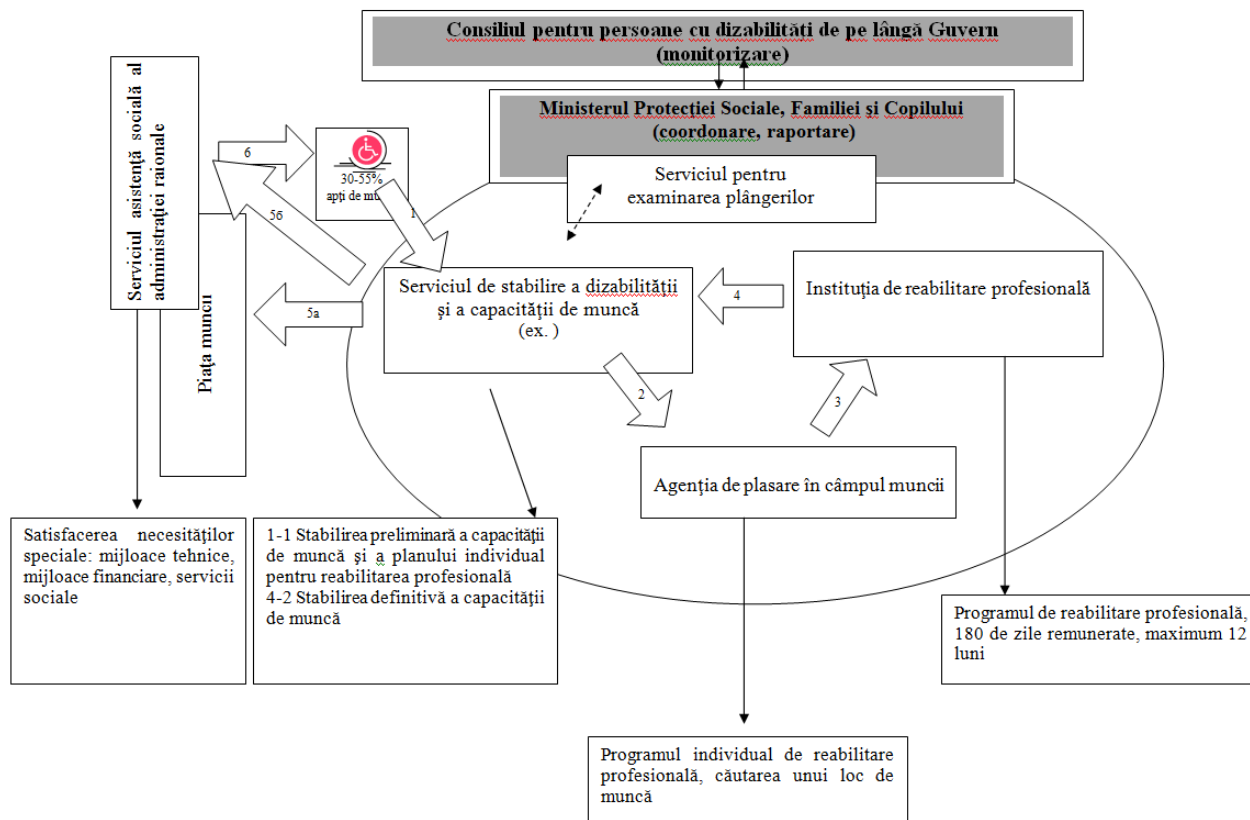 Consiliul pentru persoane cu dizabilități de pe lângă Guvern
(monitorizare)
Ministerul Protecției Sociale, Familiei și Copilului
(coordonare, raportare)
Serviciul pentru
examinarea plângerilor
Serviciul asistență socială al
administrației raionale
Piața muncii
6
30-55%
apți de mu
1
5б
5a
Serviciul de stabilire a dizabilității
și a capacității de muncă
(ex. )
4
Instituția de reabilitare profesională
2
3
Agenția de plasare în câmpul muncii
Satisfacerea necesităților
speciale: mijloace tehnice,
mijloace financiare, servicii
sociale
1-1 Stabilirea preliminară a capacității
de muncă și a planului individual
pentru reabilitarea profesională
4-2 Stabilirea definitivă a capacității
de muncă
Programul de reabilitare profesională,
180 de zile remunerate, maximum 12
luni
Programul individual de reabilitare
profesională, căutarea unui loc de
muncă